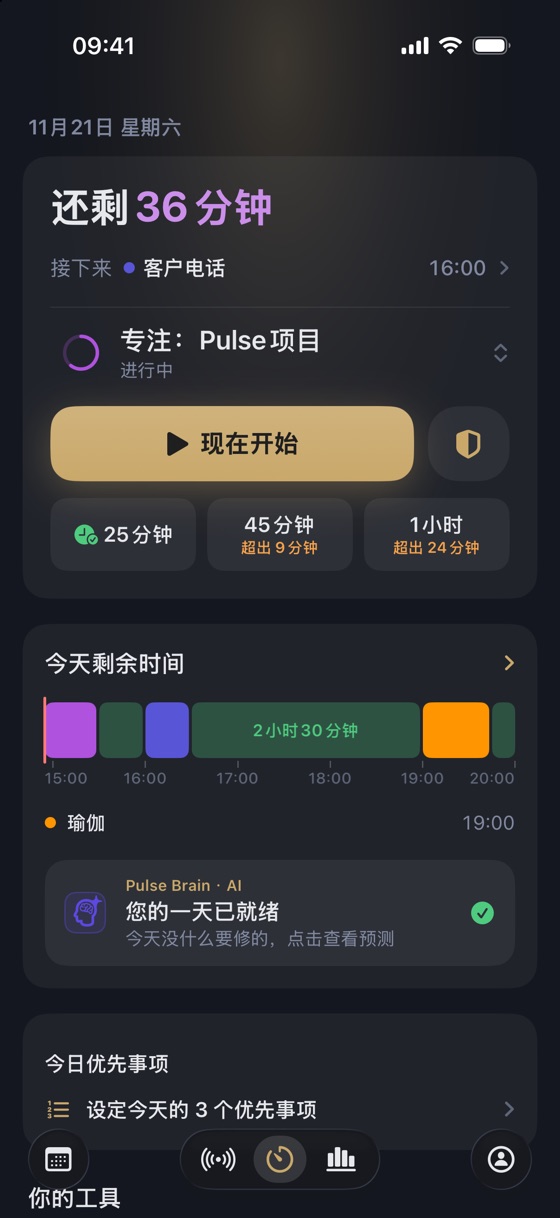 09:41
11月21日 星期六
还剩 36 分钟
接下来 客户电话 16:00
专注：Pulse 项目
进行中
现在开始
25 分钟
45 分钟
超出 9 分钟
1 小时
超出 24 分钟
今天剩余时间
2 小时 30 分钟
15:00 16:00 17:00 18:00 19:00 20:00
瑜伽 19:00
Pulse Brain · AI
您的一天已就绪
今天没什么要修的，点击查看预测
今日优先事项
设定今天的 3 个优先事项
你的工具